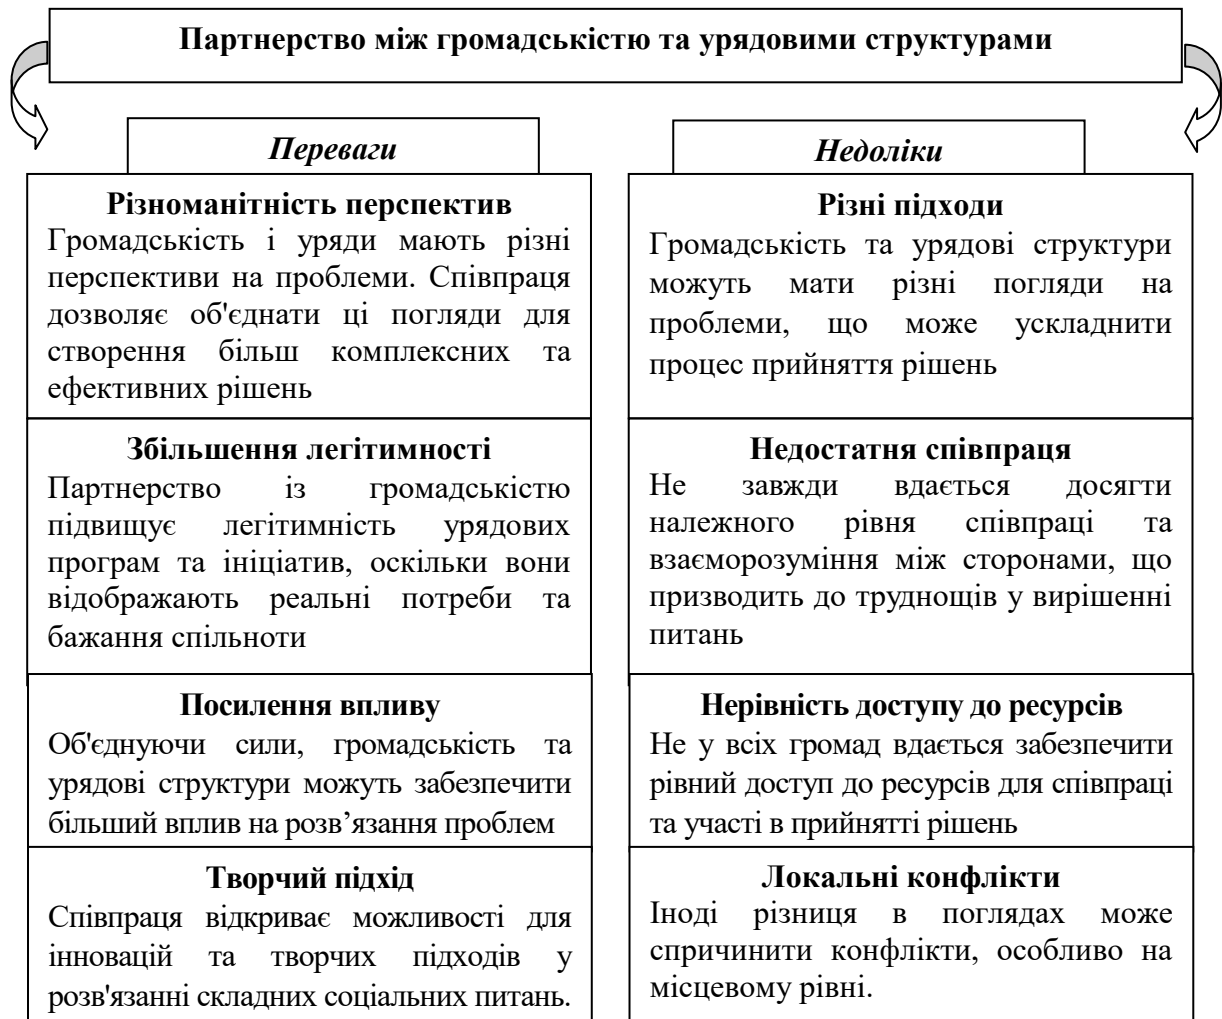 Партнерство між громадськістю та урядовими структурами
Переваги
Різноманітність перспектив
Громадськість і уряди мають різні
перспективи на проблеми. Співпраця
дозволяє об'єднати ці погляди для
створення більш комплексних та
ефективних рішень
Збільшення легітимності
Партнерство із громадськістю
підвищує легітимність урядових
програм та ініціатив, оскільки вони
відображають реальні потреби та
бажання спільноти
Посилення впливу
Об'єднуючи сили, громадськість та
урядові структури можуть забезпечити
більший вплив на розв’язання проблем
Творчий підхід
Співпраця відкриває можливості для
інновацій та творчих підходів у
розв'язанні складних соціальних питань.
Недоліки
Різні підходи
Громадськість та урядові структури
можуть мати різні погляди на
проблеми, що може ускладнити
процес прийняття рішень
Недостатня співпраця
Не завжди вдається досягти
належного рівня співпраці та
взаєморозуміння між сторонами, що
призводить до труднощів у вирішенні
питань
Нерівність доступу до ресурсів
Не у всіх громад вдається забезпечити
рівний доступ до ресурсів для співпраці
та участі в прийнятті рішень
Локальні конфлікти
Іноді різниця в поглядах може
спричинити конфлікти, особливо на
місцевому рівні.